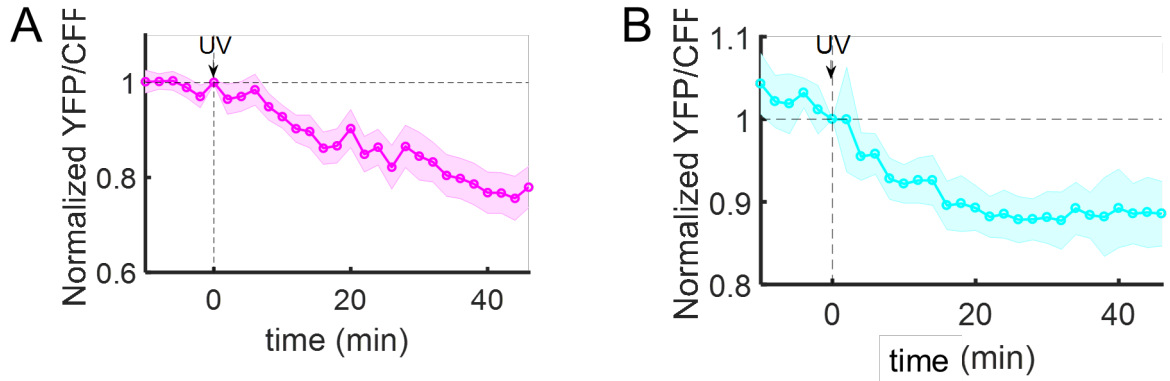 A
Normalized YFP/CFF
UV
1
0.8
0.6
0
20
40
time (min)
B
Normalized YFP/CFF
UV
1.1
1
0.9
0.8
0
20
40
time (min)